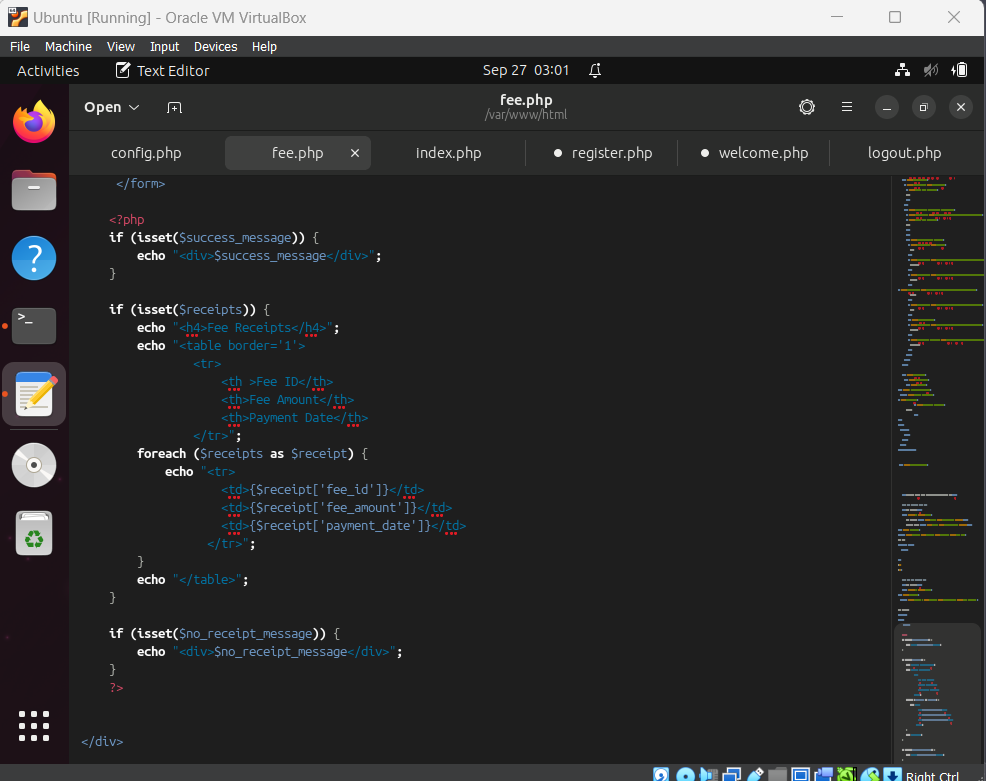 Ubuntu [Running] - Oracle VM VirtualBox
File Machine View Input Devices Help
Activities Text Editor Sep 27 03:01
Open fee.php
/var/www/html
config.php fee.php index.php register.php welcome.php logout.php
</form>
<?php
if (isset($success_message)) {
echo "<div>$success_message</div>";
}
if (isset($receipts)) {
echo "<h4>Fee Receipts</h4>";
echo "<table border='1'>
<tr>
<th >Fee ID</th>
<th>Fee Amount</th>
<th>Payment Date</th>
</tr>";
foreach ($receipts as $receipt) {
echo "<tr>
<td>{$receipt['fee_id']}</td>
<td>{$receipt['fee_amount']}</td>
<td>{$receipt['payment_date']}</td>
</tr>";
}
echo "</table>";
}
if (isset($no_receipt_message)) {
echo "<div>$no_receipt_message</div>";
}
?>
</div>
Right Ctrl